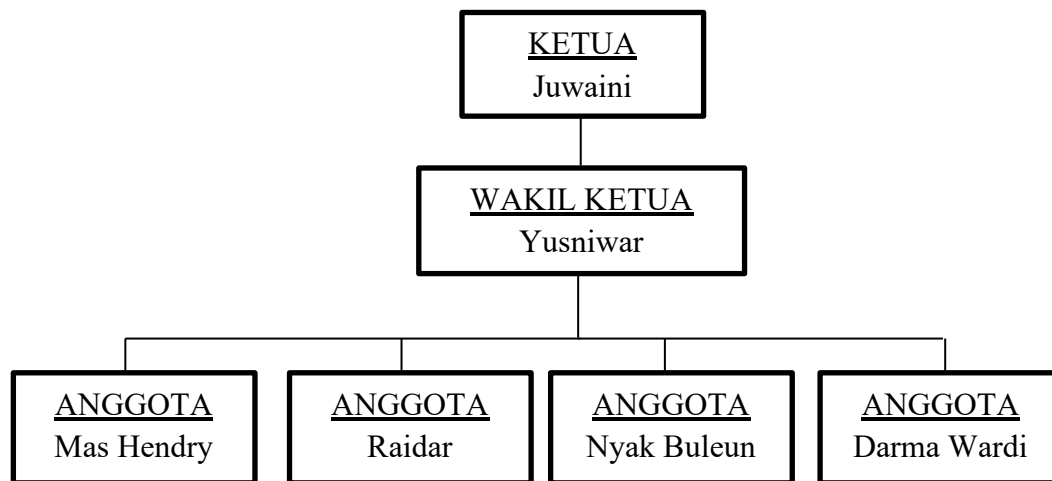 KETUA
Juwaini
WAKIL KETUA
Yusniwar
ANGGOTA
Mas Hendry
ANGGOTA
Raidar
ANGGOTA
Nyak Buleun
ANGGOTA
Darma Wardi